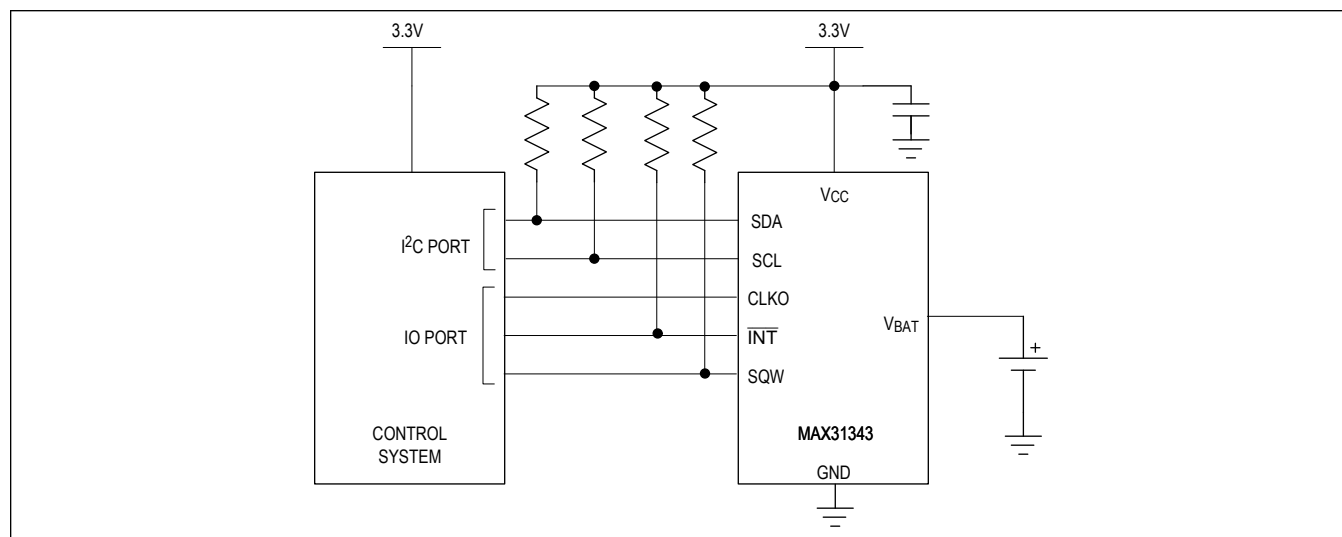 3.3V
3.3V
VCC
SDA
I²C PORT
SCL
CLKO
VBAT
IO PORT
INT
SQW
+
CONTROL
SYSTEM
MAX31343
GND